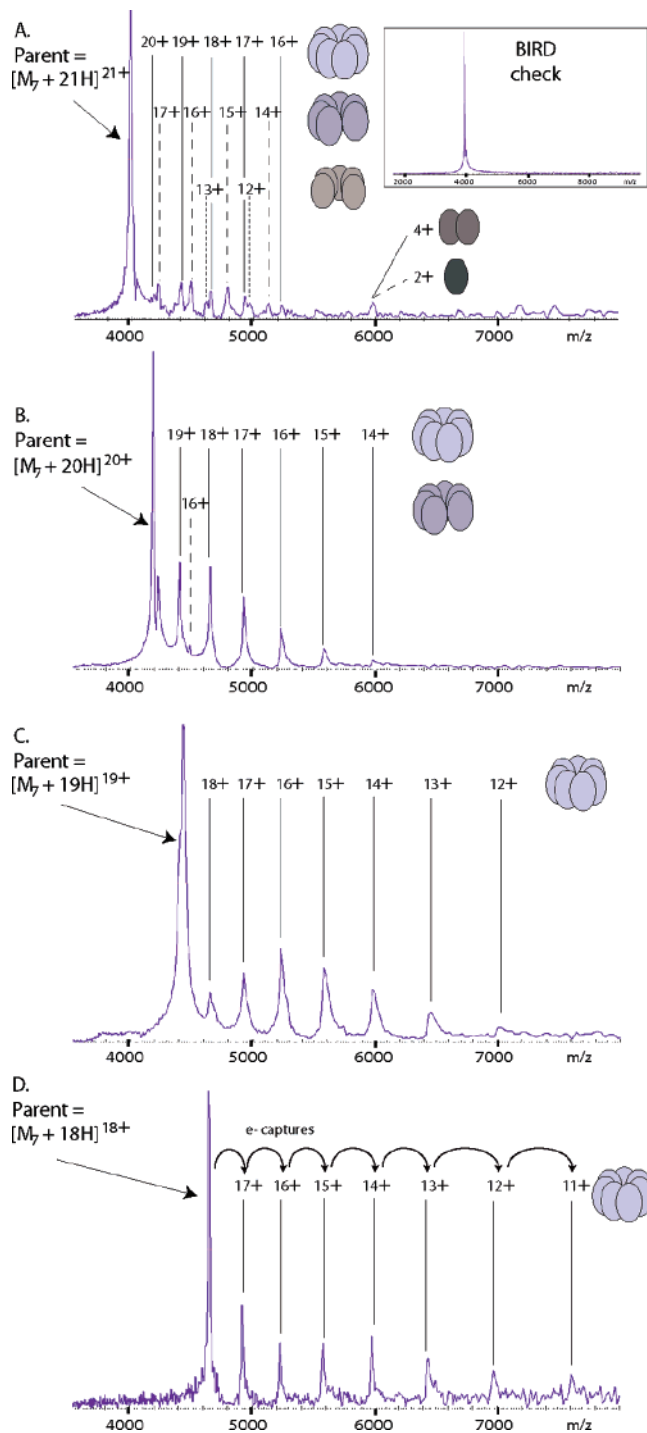 A.
Parent =
[M7 + 21H]21+
20+ 19+ 18+ 17+ 16+
17+ 16+ 15+ 14+
13+ 12+
4+
2+
BIRD
check
2000 4000 6000 8000 m/z
4000 5000 6000 7000 m/z
B.
Parent =
[M7 + 20H]20+
19+ 18+ 17+ 16+ 15+ 14+
16+
4000 5000 6000 7000 m/z
C.
Parent =
[M7 + 19H]19+
18+ 17+ 16+ 15+ 14+ 13+ 12+
4000 5000 6000 7000 m/z
D.
Parent =
[M7 + 18H]18+
e- captures
17+ 16+ 15+ 14+ 13+ 12+ 11+
4000 5000 6000 7000 m/z